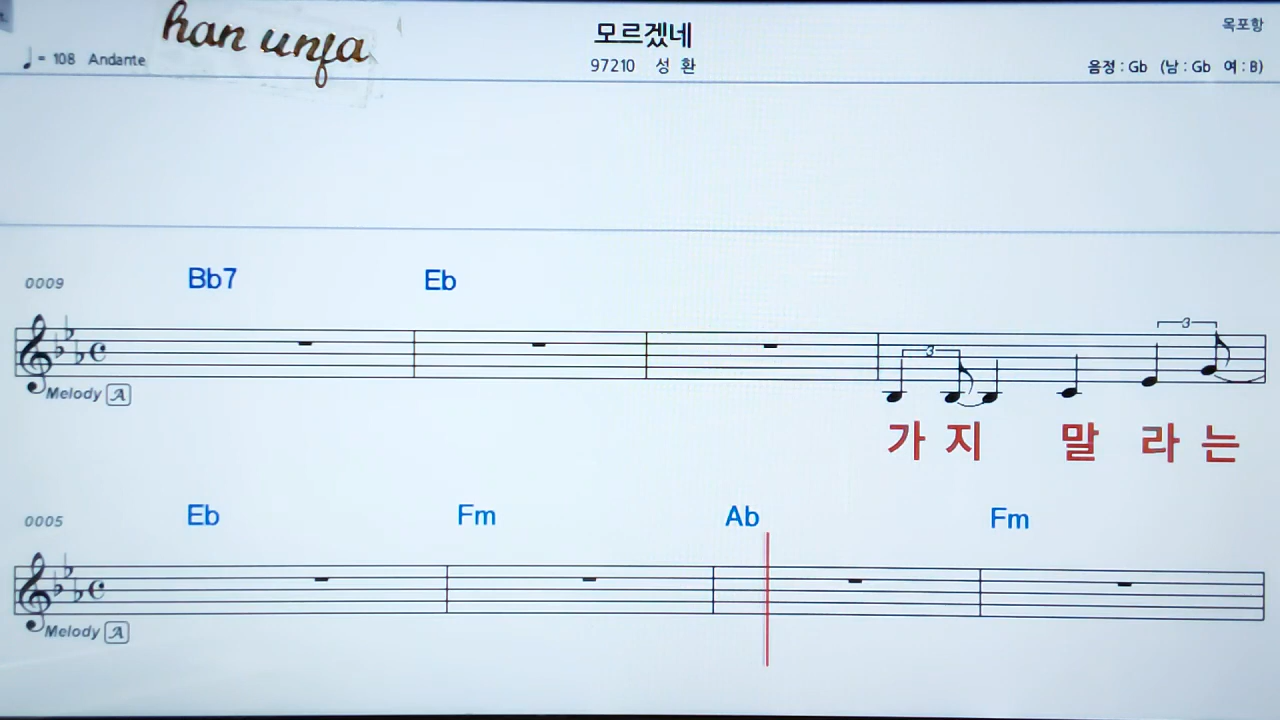 han unja
모르겠네
목포항
♩= 108 Andante
97210 성 환
음정 : Gb (남 : Gb 여 : B)
0009 Bb7 Eb
3 3
Melody A
가 지 말 라 는
0005 Eb Fm Ab Fm
Melody A